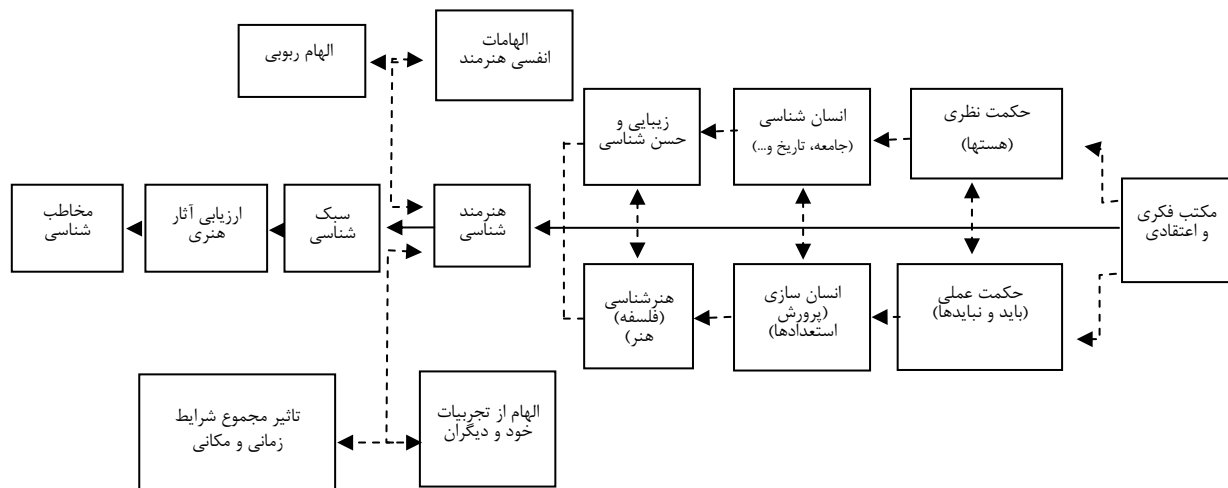 مکتب فکری
و اعتقادی
حکمت نظری
(هستها)
حکمت عملی
(باید و نبایدها)
انسان شناسی
(جامعه، تاریخ و...)
انسان سازی
(پرورش
استعدادها)
زیبایی و
حسن شناسی
هنرشناسی
(فلسفه)
هنر)
الهامات
انفسی هنرمند
الهام ربوبی
هنرمند
شناسی
الهام از تجربیات
خود و دیگران
تاثیر مجموع شرایط
زمانی و مکانی
سبک
شناسی
ارزیابی آثار
هنری
مخاطب
شناسی